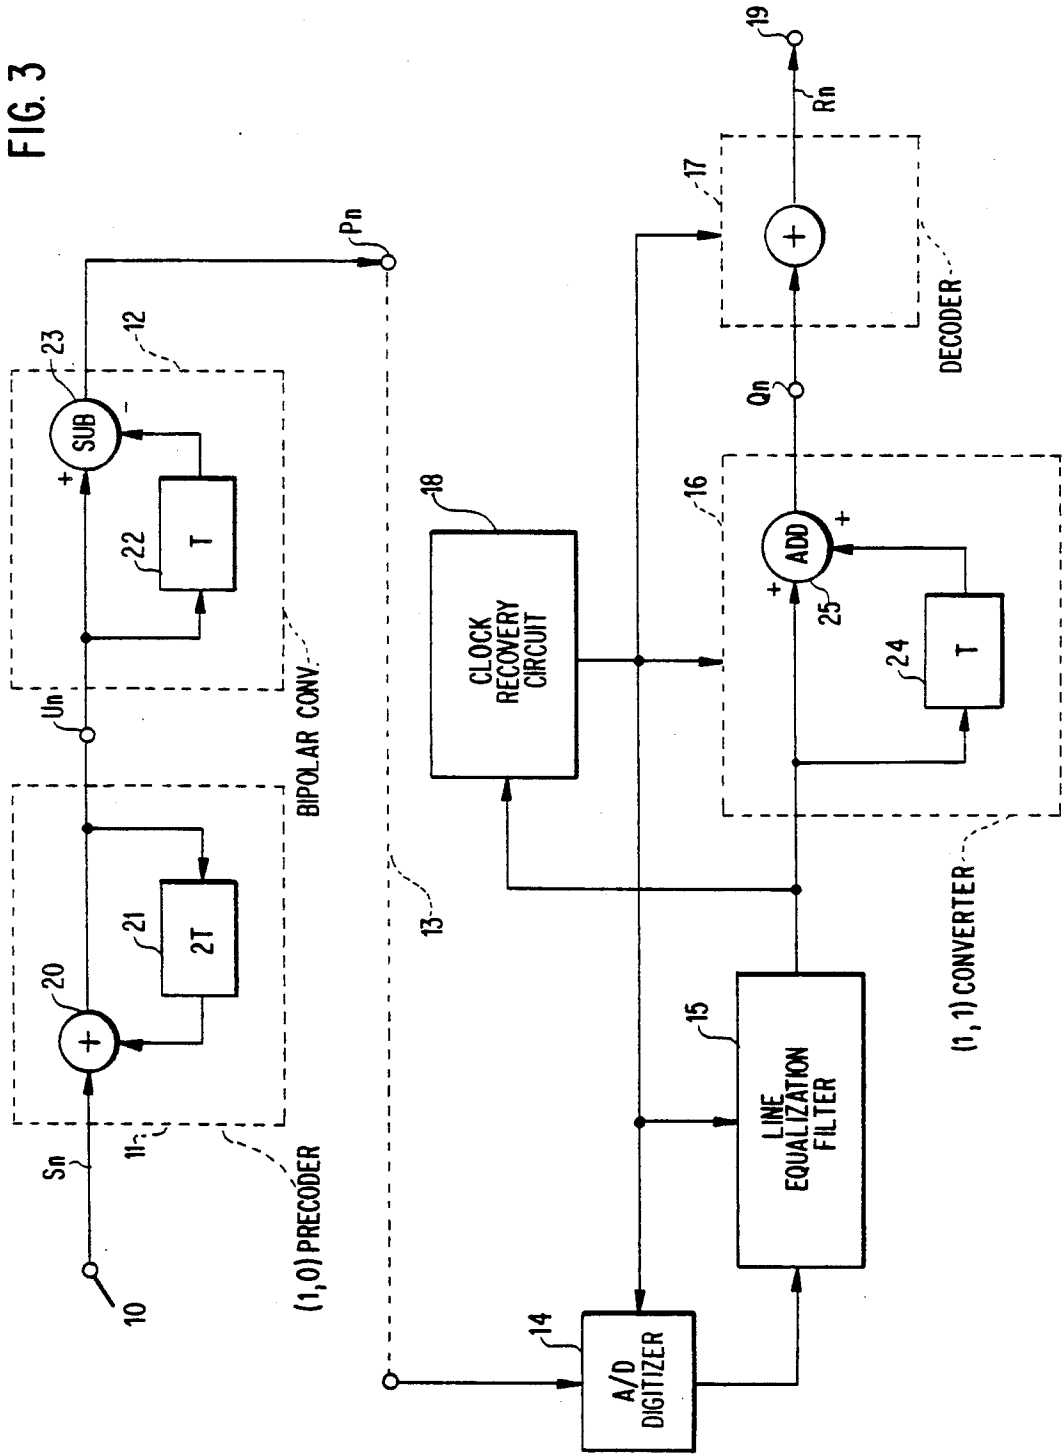 FIG. 3
10
Sn
11
(1,0) PRECODER
20
+
21
2T
Un
BIPOLAR CONV.
12
22
T
23
SUB
+
-
Pn
13
14
A/D
DIGITIZER
15
LINE
EQUALIZATION
FILTER
18
CLOCK
RECOVERY
CIRCUIT
(1,1) CONVERTER
16
24
T
25
ADD
+
+
Qn
17
+
DECODER
Rn
19